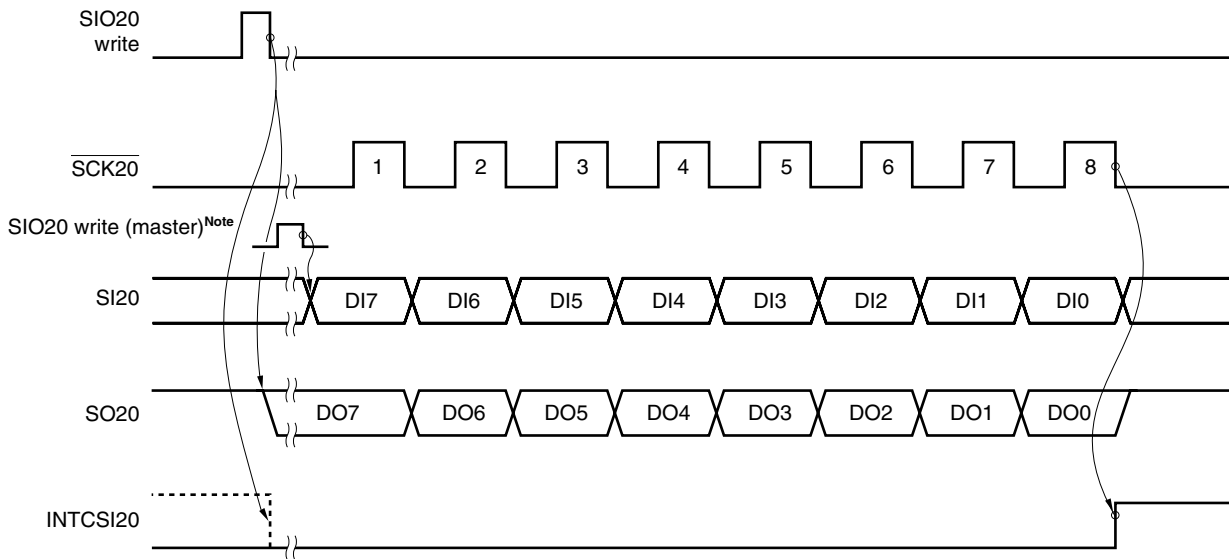 SIO20
write
SCK20
1 2 3 4 5 6 7 8
SIO20 write (master)Note
SI20 DI7 DI6 DI5 DI4 DI3 DI2 DI1 DI0
SO20 DO7 DO6 DO5 DO4 DO3 DO2 DO1 DO0
INTCSI20